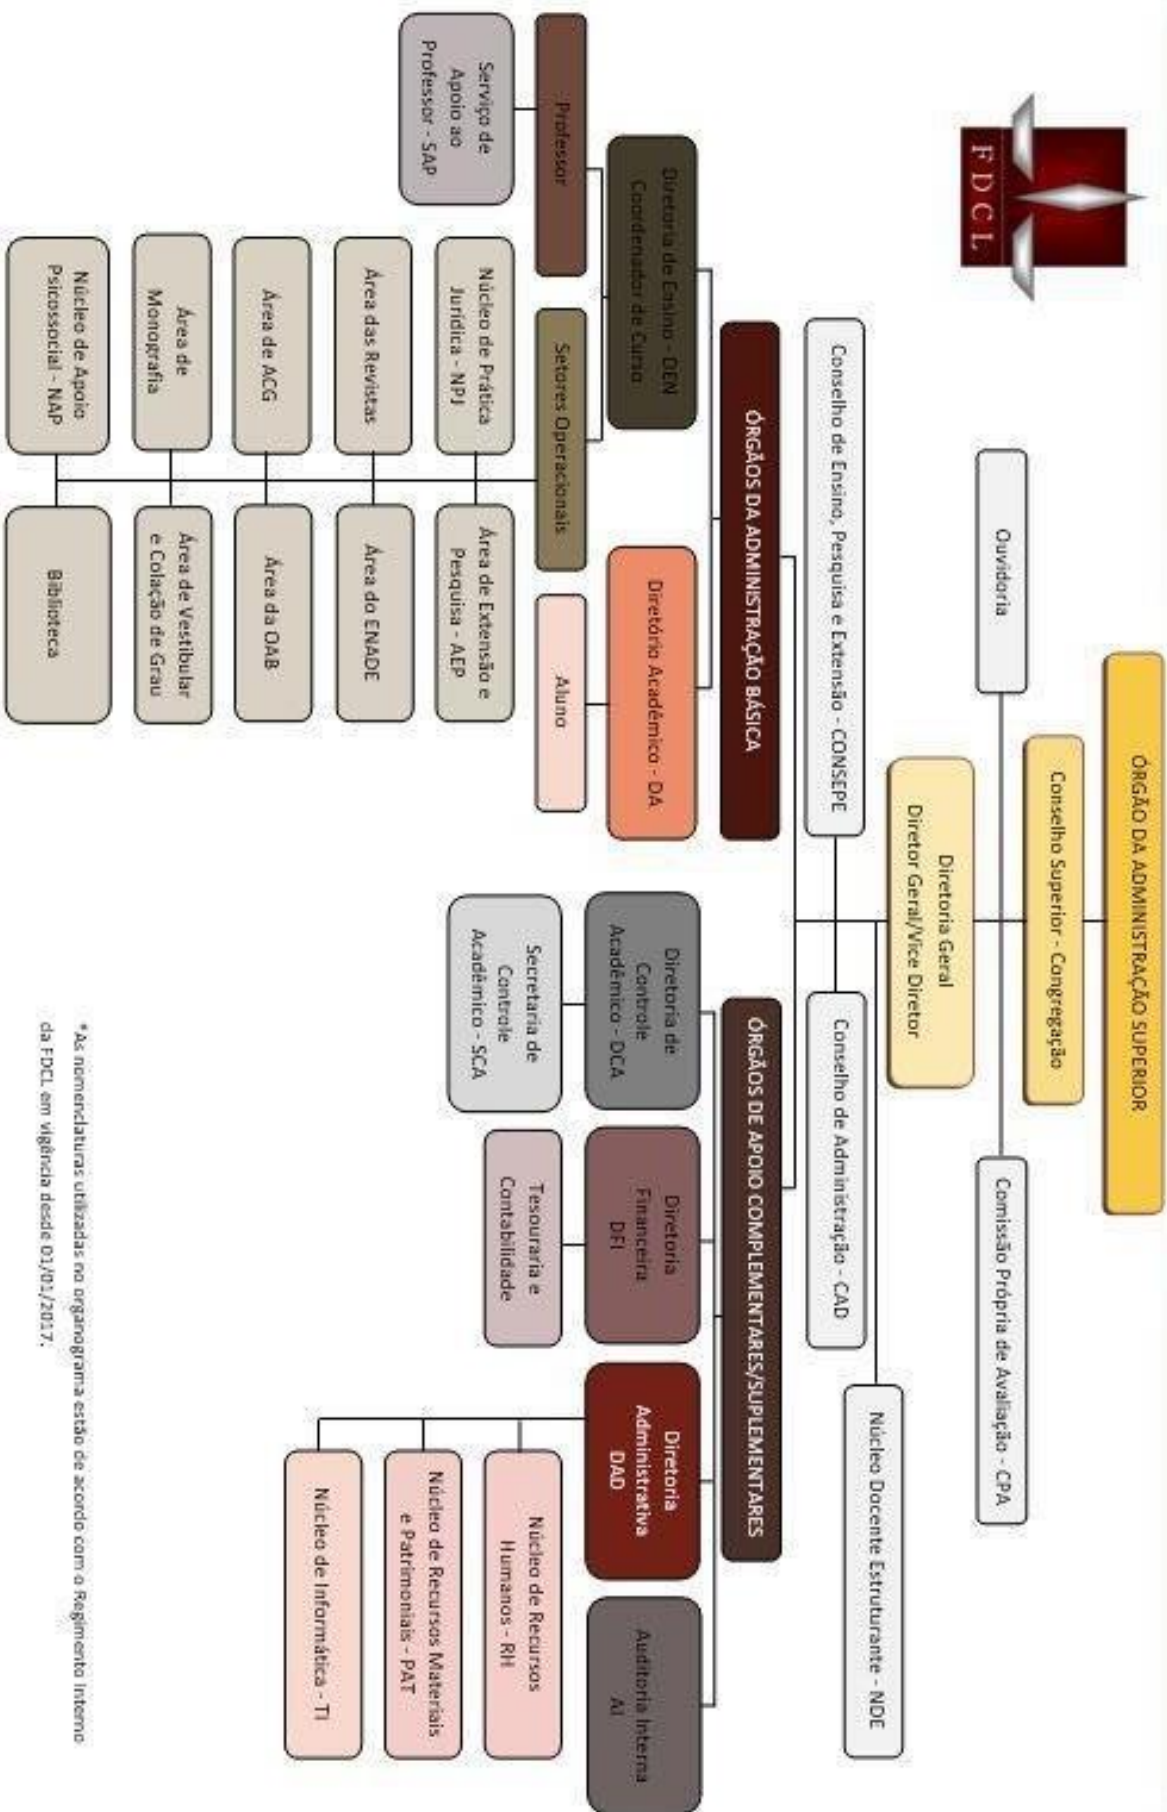 FDCL
ÓRGÃO DA ADMINISTRAÇÃO SUPERIOR
Conselho Superior - Congregação
Ouvidoria
Comissão Própria de Avaliação - CPA
Diretoria Geral
Diretor Geral/Vice Diretor
Núcleo Docente Estruturante - NDE
Conselho de Ensino, Pesquisa e Extensão - CONSEPE
Conselho de Administração - CAD
ÓRGÃOS DA ADMINISTRAÇÃO BÁSICA
ÓRGÃOS DE APOIO COMPLEMENTARES/SUPLEMENTARES
Diretoria de Ensino - DEN
Coordenador de Curso
Diretório Acadêmico - DA
Diretoria de
Controle
Acadêmico - DCA
Diretoria
Financeira
DFI
Diretoria
Administrativa
DAD
Auditoria Interna
AI
Professor
Setores Operacionais
Aluno
Secretaria de
Controle
Acadêmico - SCA
Tesouraria e
Contabilidade
Núcleo de Recursos
Humanos - RH
Serviço de
Apoio ao
Professor - SAP
Núcleo de Prática
Jurídica - NPJ
Área de Extensão e
Pesquisa - AEP
Núcleo de Recursos Materiais
e Patrimoniais - PAT
Área das Revistas
Área do ENADE
Núcleo de Informática - TI
Área de ACG
Área da OAB
Área de
Monografia
Área de Vestibular
e Colação de Grau
Núcleo de Apoio
Psicossocial - NAP
Biblioteca
*As nomenclaturas utilizadas no organograma estão de acordo com o Regimento Interno
da FDCL em vigência desde 01/01/2017.